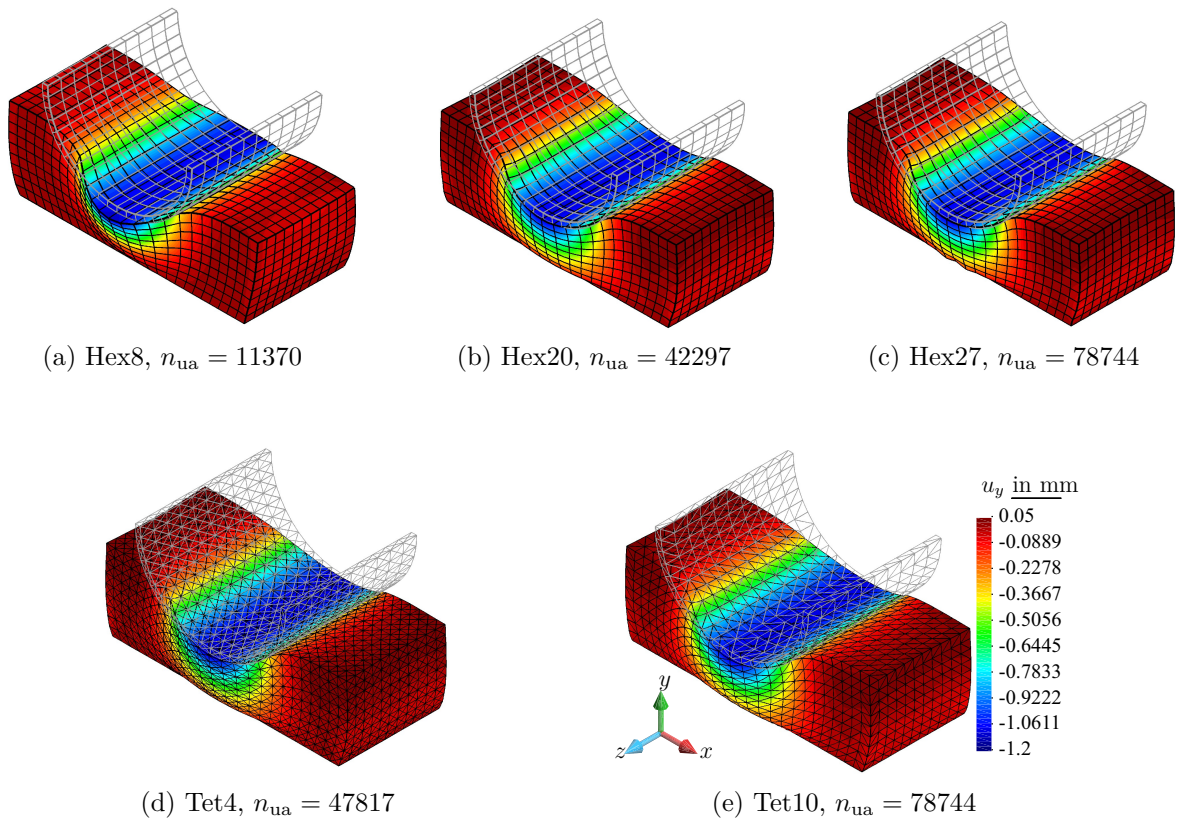 (a) Hex8, n_ua = 11370
(b) Hex20, n_ua = 42297
(c) Hex27, n_ua = 78744
u_y in mm
0.05
-0.0889
-0.2278
-0.3667
-0.5056
-0.6445
-0.7833
-0.9222
-1.0611
-1.2
y
z
x
(d) Tet4, n_ua = 47817
(e) Tet10, n_ua = 78744